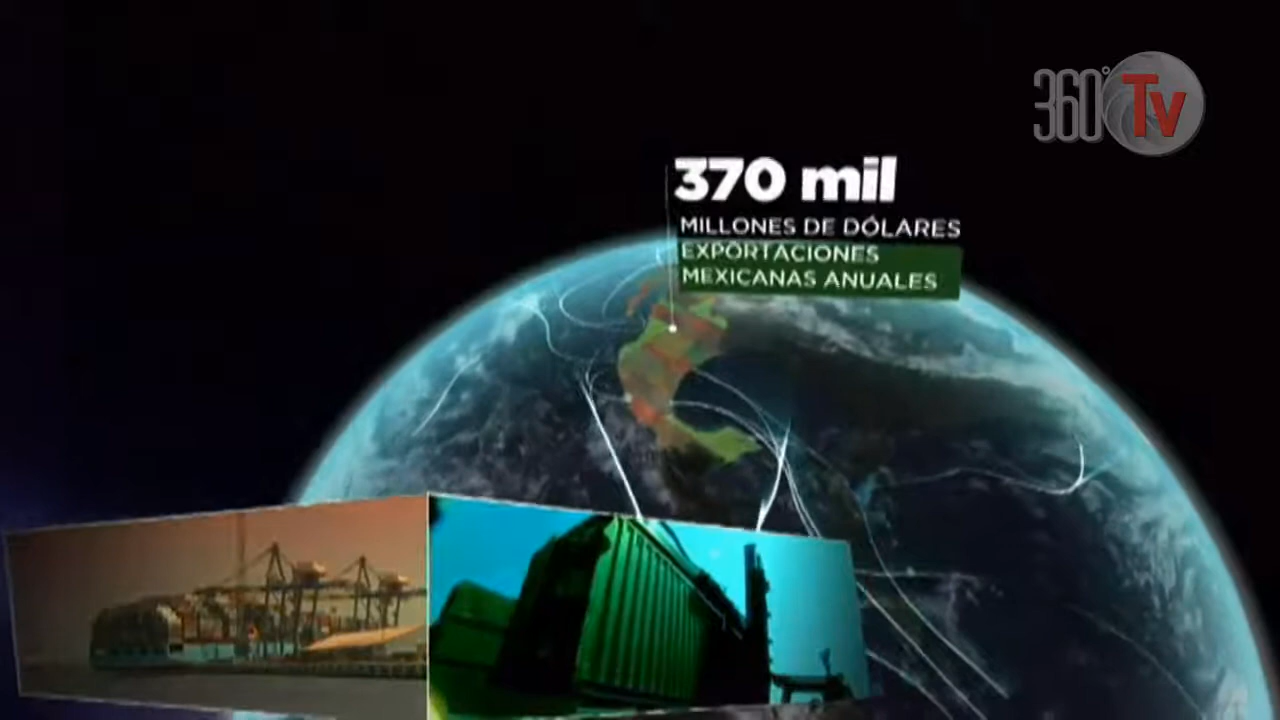 360° Tv
370 mil
MILLONES DE DÓLARES
EXPORTACIONES
MEXICANAS ANUALES